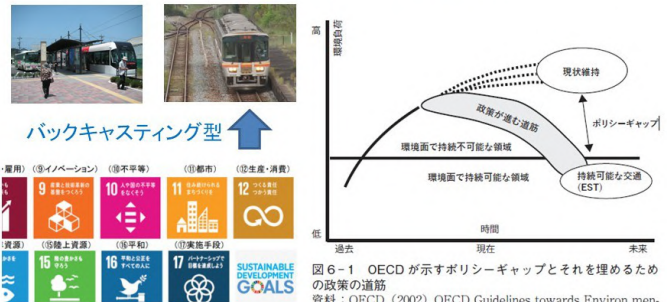 バックキャスティング型
・雇用) (⑨イノベーション) (⑩不平等) (⑪都市) (⑫生産・消費)
9 産業と技術革新の
基盤をつくろう
10 人や国の不平等
をなくそう
11 住み続けられる
まちづくりを
12 つくる責任
つかう責任
資源) (⑮陸上資源) (⑯平和) (⑰実施手段)
15 陸の豊かさも
守ろう
16 平和と公正を
すべての人に
17 パートナーシップで
目標を達成しよう
SUSTAINABLE
DEVELOPMENT
GOALS
高
環境負荷
現状維持
政策が進む道筋
ポリシーギャップ
環境面で持続不可能な領域
環境面で持続可能な領域
持続可能な交通
(EST)
低
時間
過去 現在 未来
図6-1 OECD が示すポリシーギャップとそれを埋めるため
の政策の道筋
資料:OECD (2002) OECD Guidelines towards Environ men-